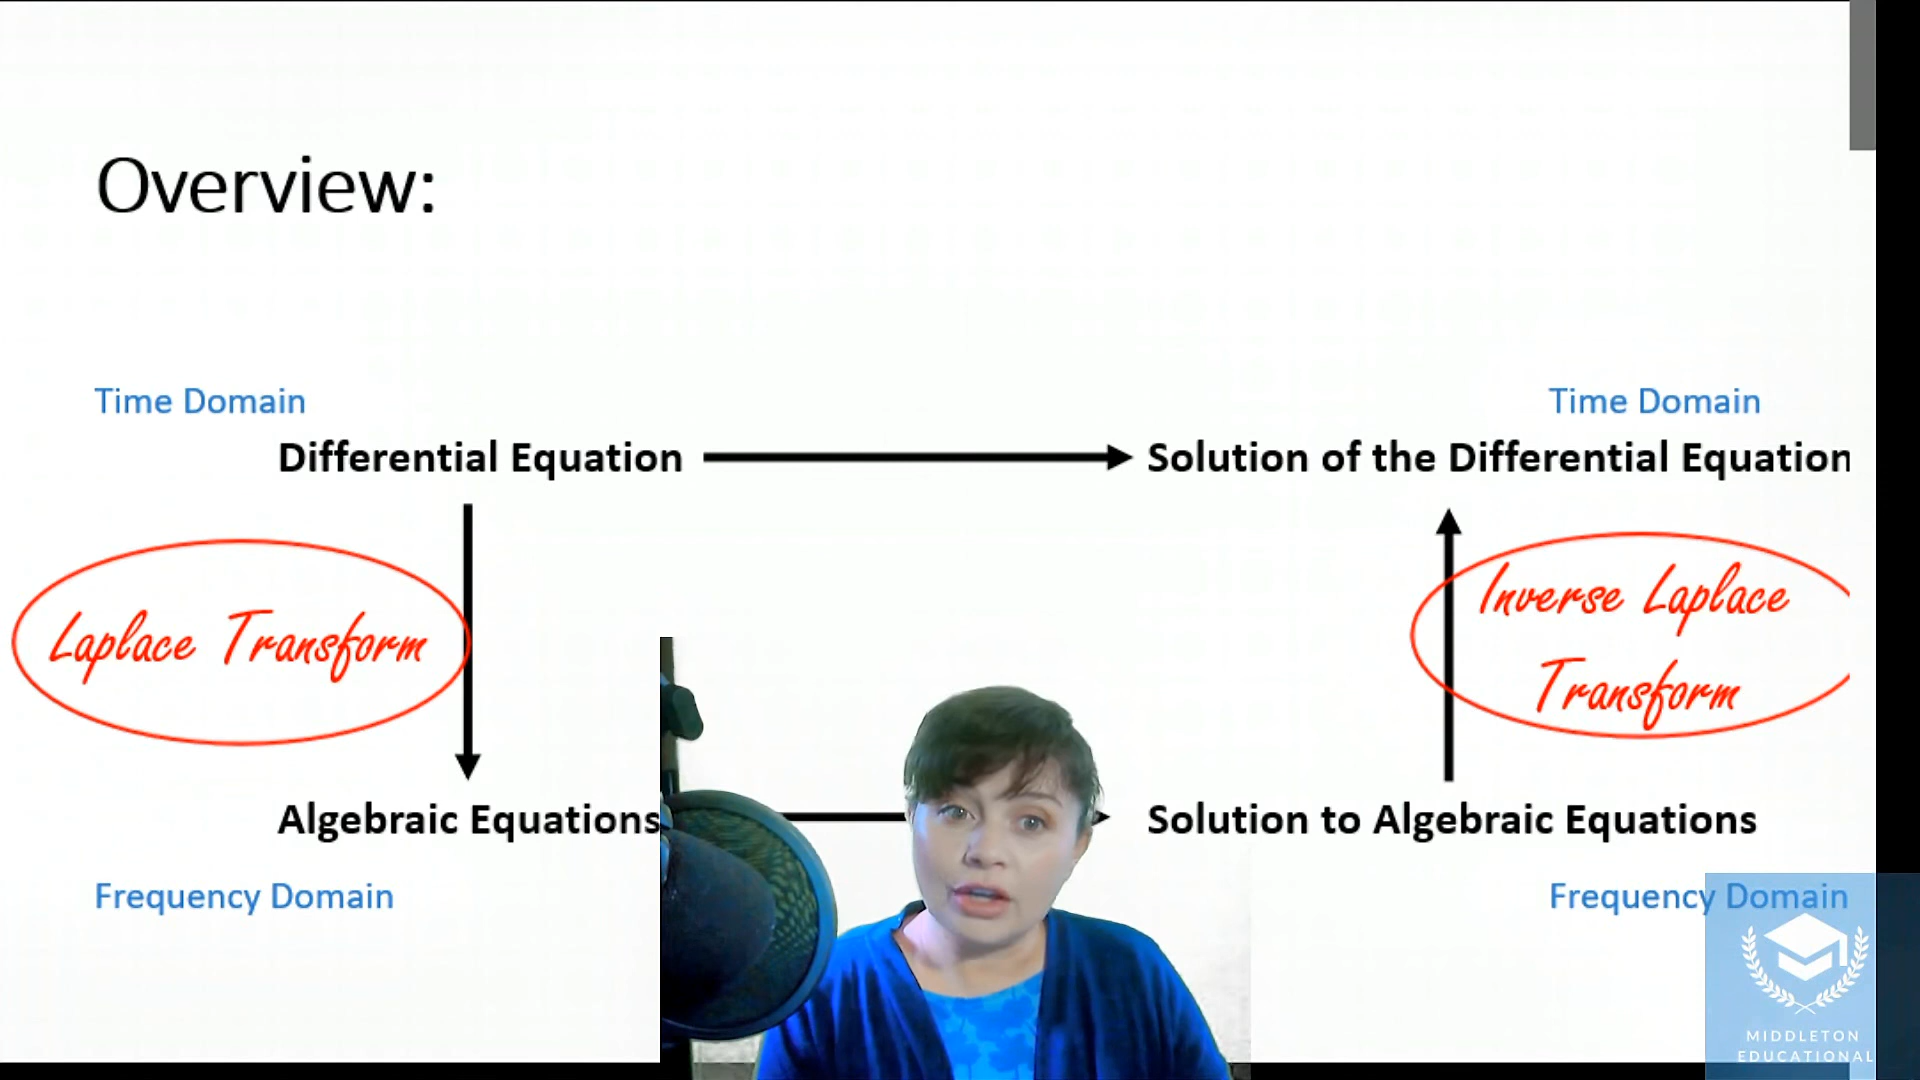 Overview:
Time Domain
Time Domain
Differential Equation
Solution of the Differential Equation
Laplace Transform
Inverse Laplace
Transform
Algebraic Equations
Solution to Algebraic Equations
Frequency Domain
Frequency Domain
MIDDLETON
EDUCATIONAL